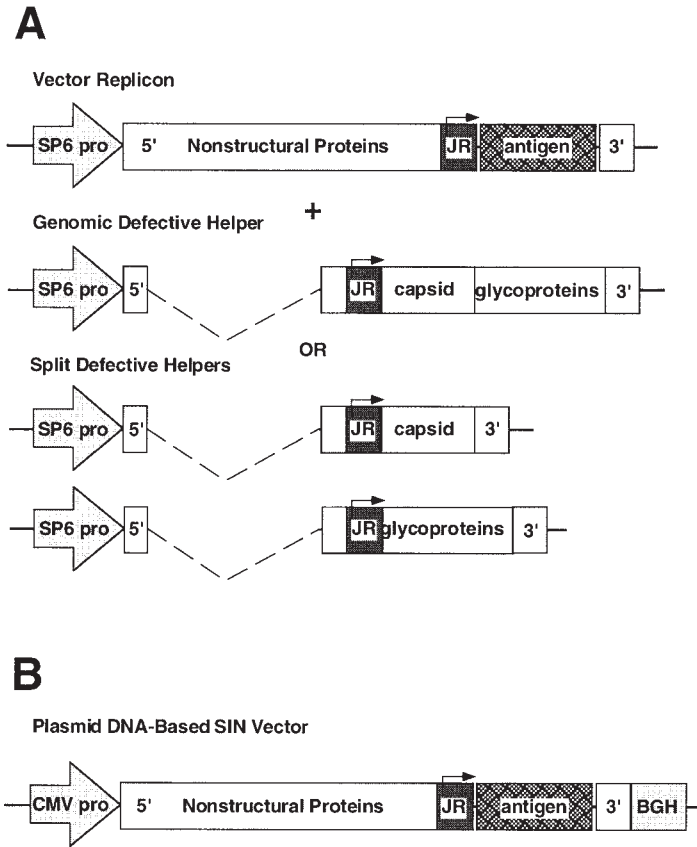 A
Vector Replicon
SP6 pro 5' Nonstructural Proteins JR antigen 3'
+
Genomic Defective Helper
SP6 pro 5' JR capsid glycoproteins 3'
OR
Split Defective Helpers
SP6 pro 5' JR capsid 3'
SP6 pro 5' JR glycoproteins 3'
B
Plasmid DNA-Based SIN Vector
CMV pro 5' Nonstructural Proteins JR antigen 3' BGH